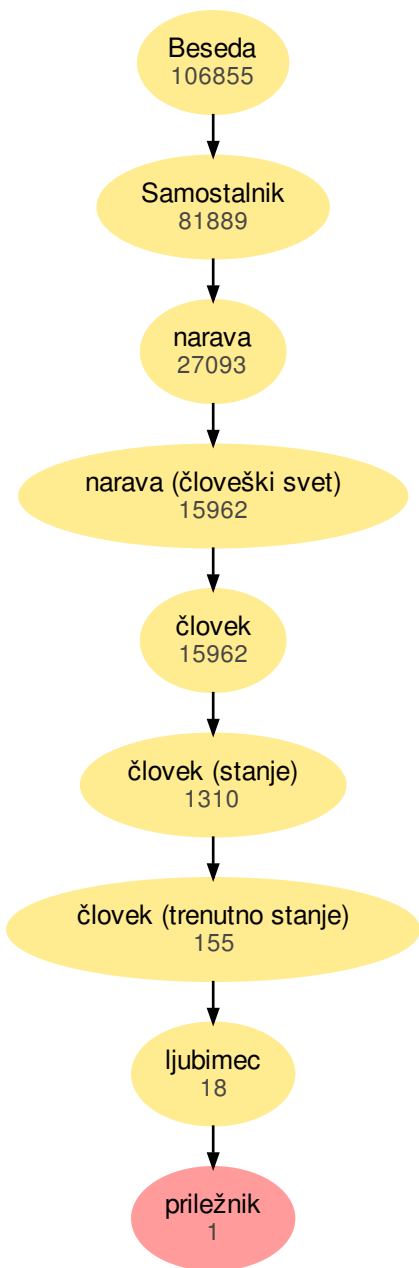 Beseda
106855
Samostalnik
81889
narava
27093
narava (človeški svet)
15962
človek
15962
človek (stanje)
1310
človek (trenutno stanje)
155
ljubimec
18
priležnik
1